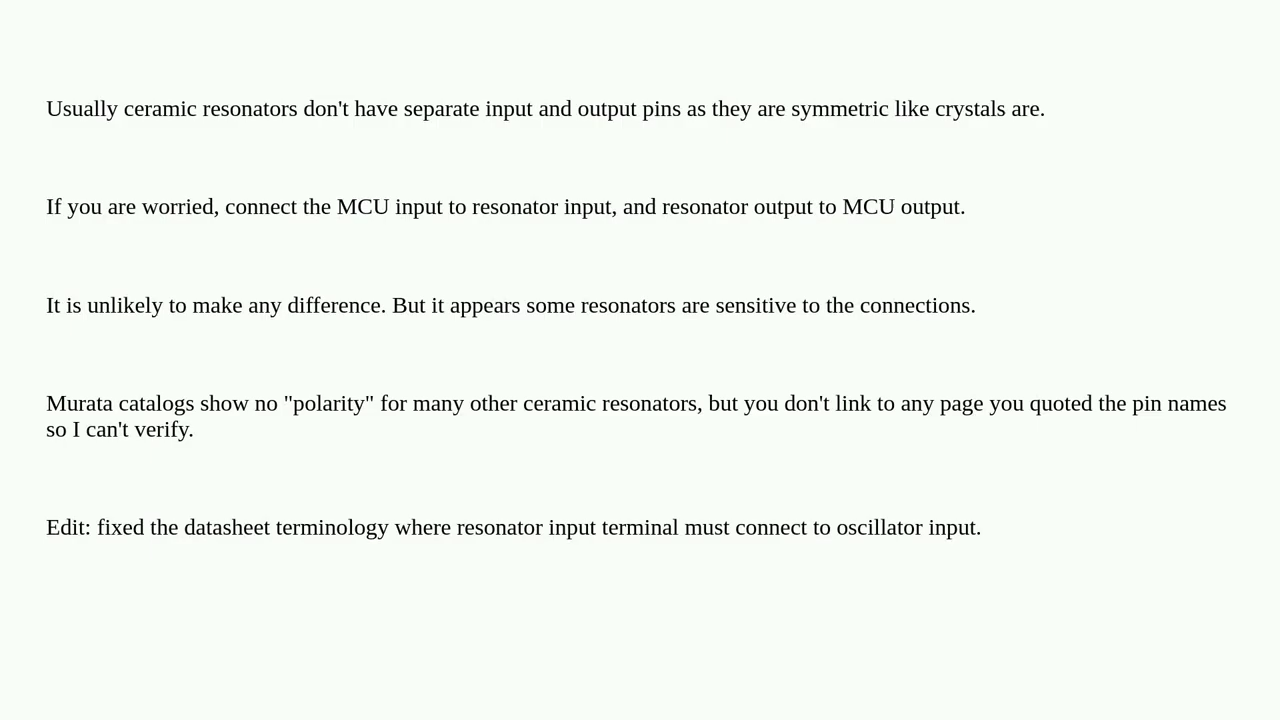 Usually ceramic resonators don't have separate input and output pins as they are symmetric like crystals are.
If you are worried, connect the MCU input to resonator input, and resonator output to MCU output.
It is unlikely to make any difference. But it appears some resonators are sensitive to the connections.
Murata catalogs show no "polarity" for many other ceramic resonators, but you don't link to any page you quoted the pin names
so I can't verify.
Edit: fixed the datasheet terminology where resonator input terminal must connect to oscillator input.